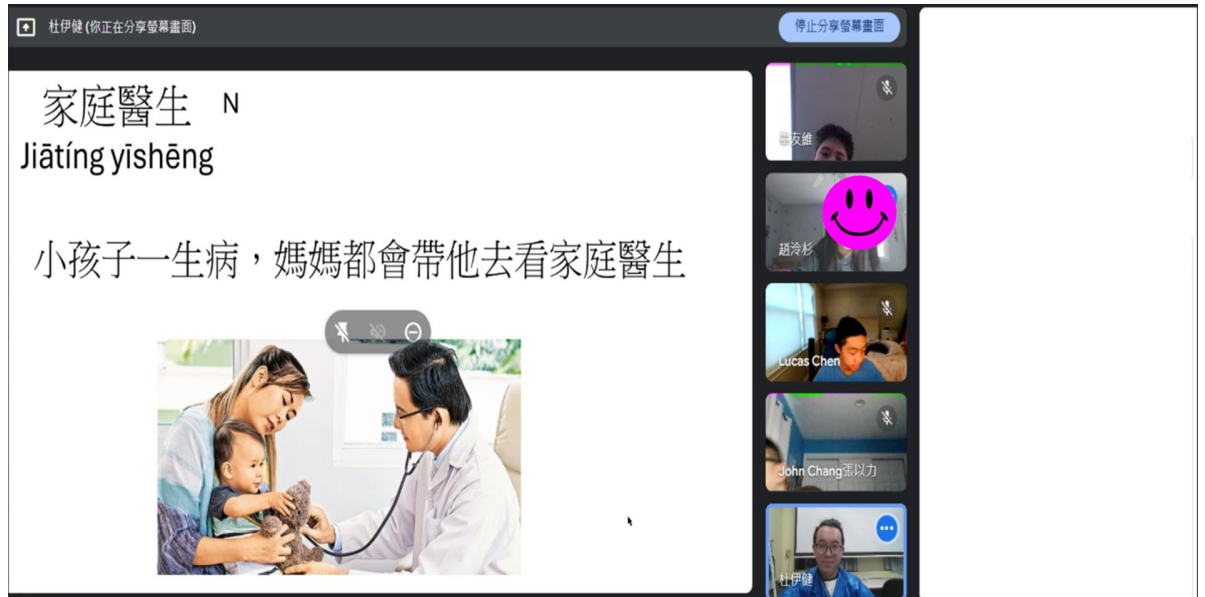 杜伊健 (你正在分享螢幕畫面)
停止分享螢幕畫面
家庭醫生 N
Jiātíng yīshēng
小孩子一生病，媽媽都會帶他去看家庭醫生
友維
趙泠杉
Lucas Chen
John Chang張以力
杜伊健